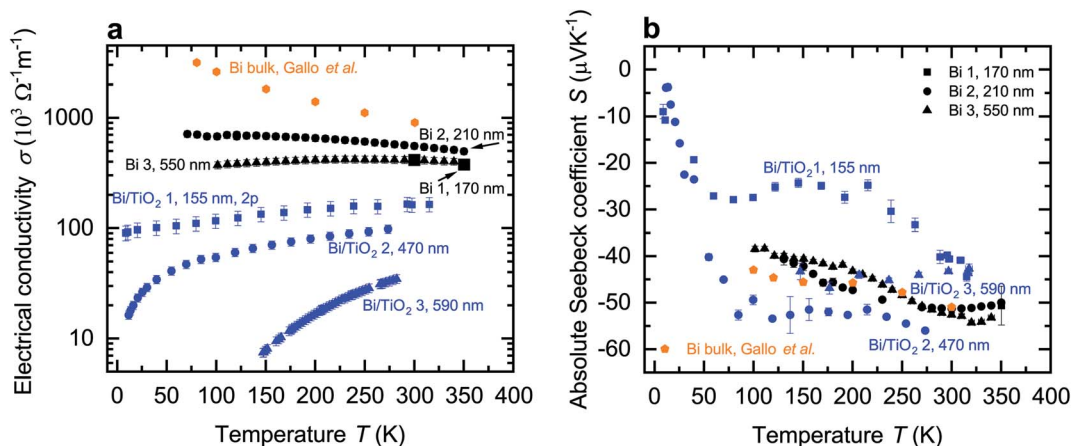 a
Electrical conductivity σ (10³ Ω⁻¹m⁻¹)
1000
100
10
Bi bulk, Gallo et al.
Bi 2, 210 nm
Bi 3, 550 nm
Bi 1, 170 nm
Bi/TiO₂ 1, 155 nm, 2p
Bi/TiO₂ 2, 470 nm
Bi/TiO₂ 3, 590 nm
0 50 100 150 200 250 300 350 400
Temperature T (K)
b
Absolute Seebeck coefficient S (μVK⁻¹)
0
-10
-20
-30
-40
-50
-60
Bi 1, 170 nm
Bi 2, 210 nm
Bi 3, 550 nm
Bi/TiO₂ 1, 155 nm
Bi/TiO₂ 3, 590 nm
Bi/TiO₂ 2, 470 nm
Bi bulk, Gallo et al.
0 50 100 150 200 250 300 350 400
Temperature T (K)